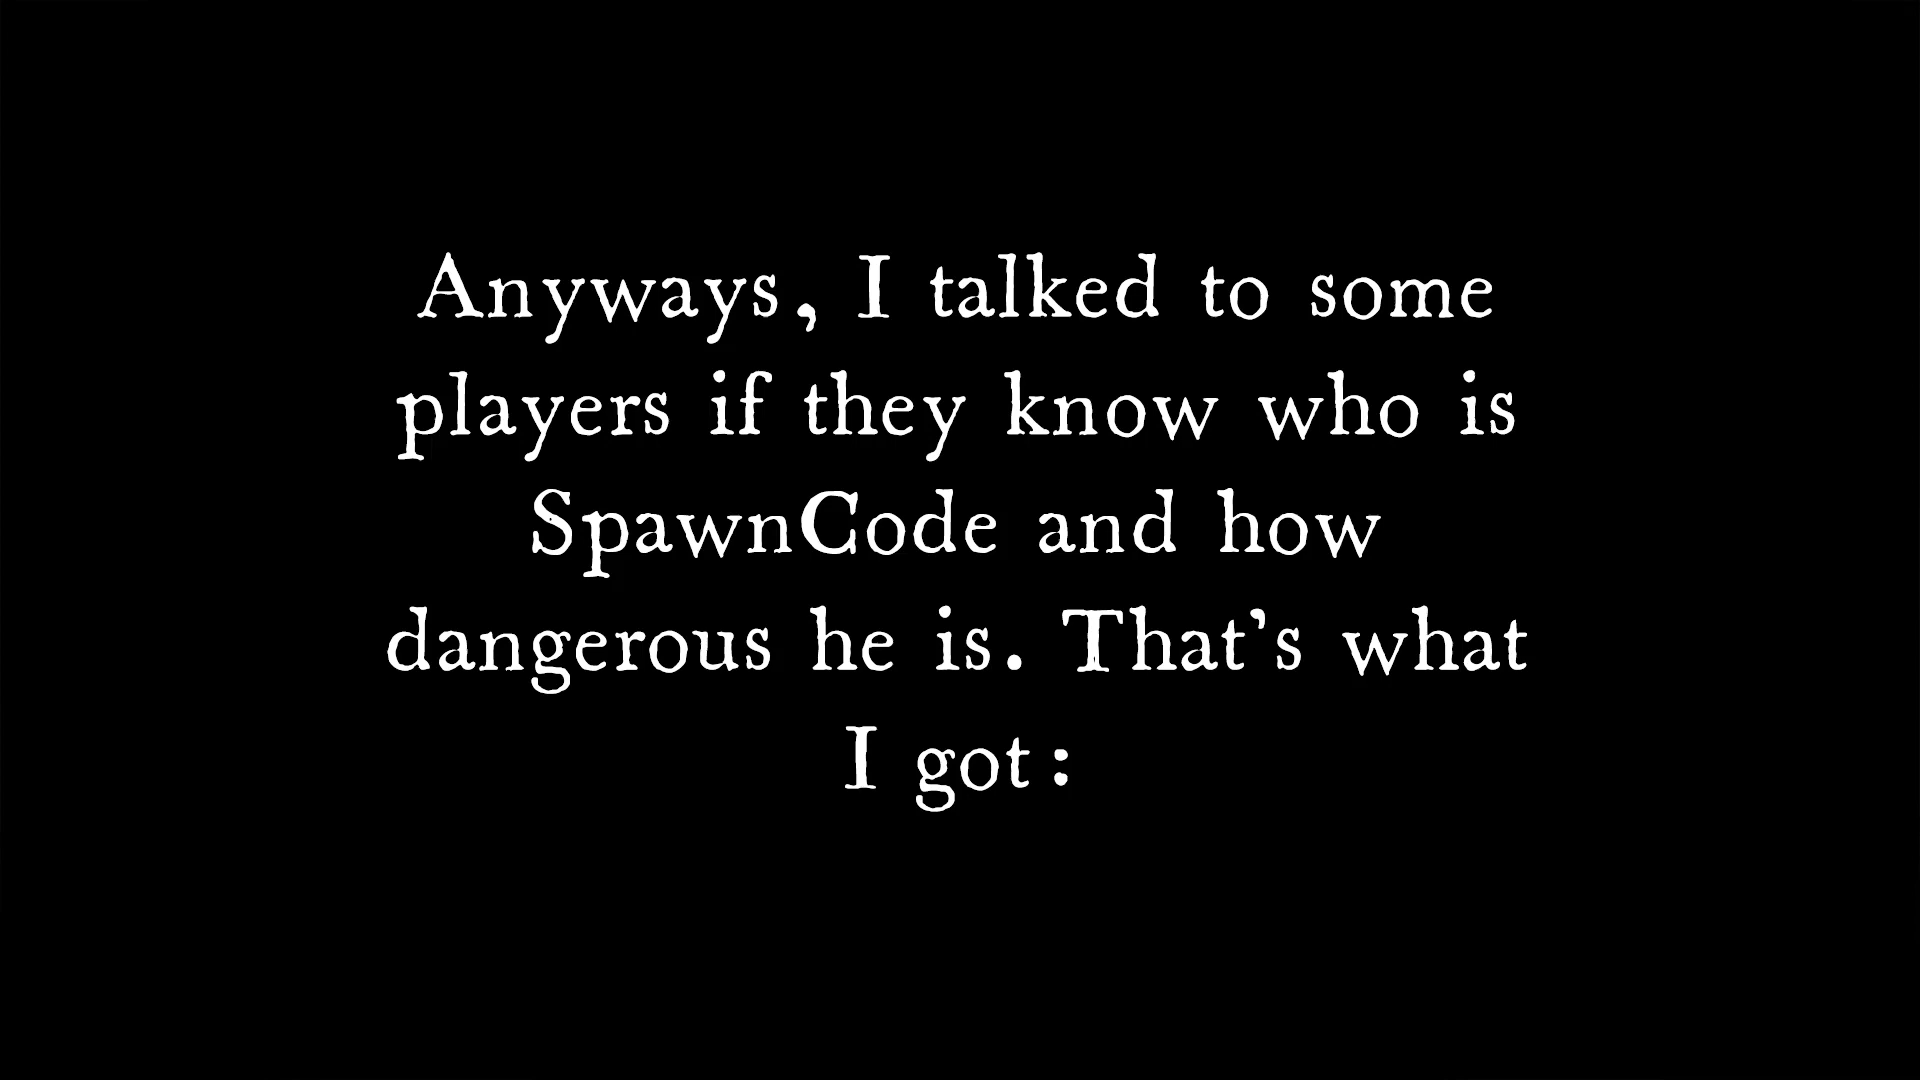 Anyways, I talked to some
players if they know who is
SpawnCode and how
dangerous he is. That's what
I got: